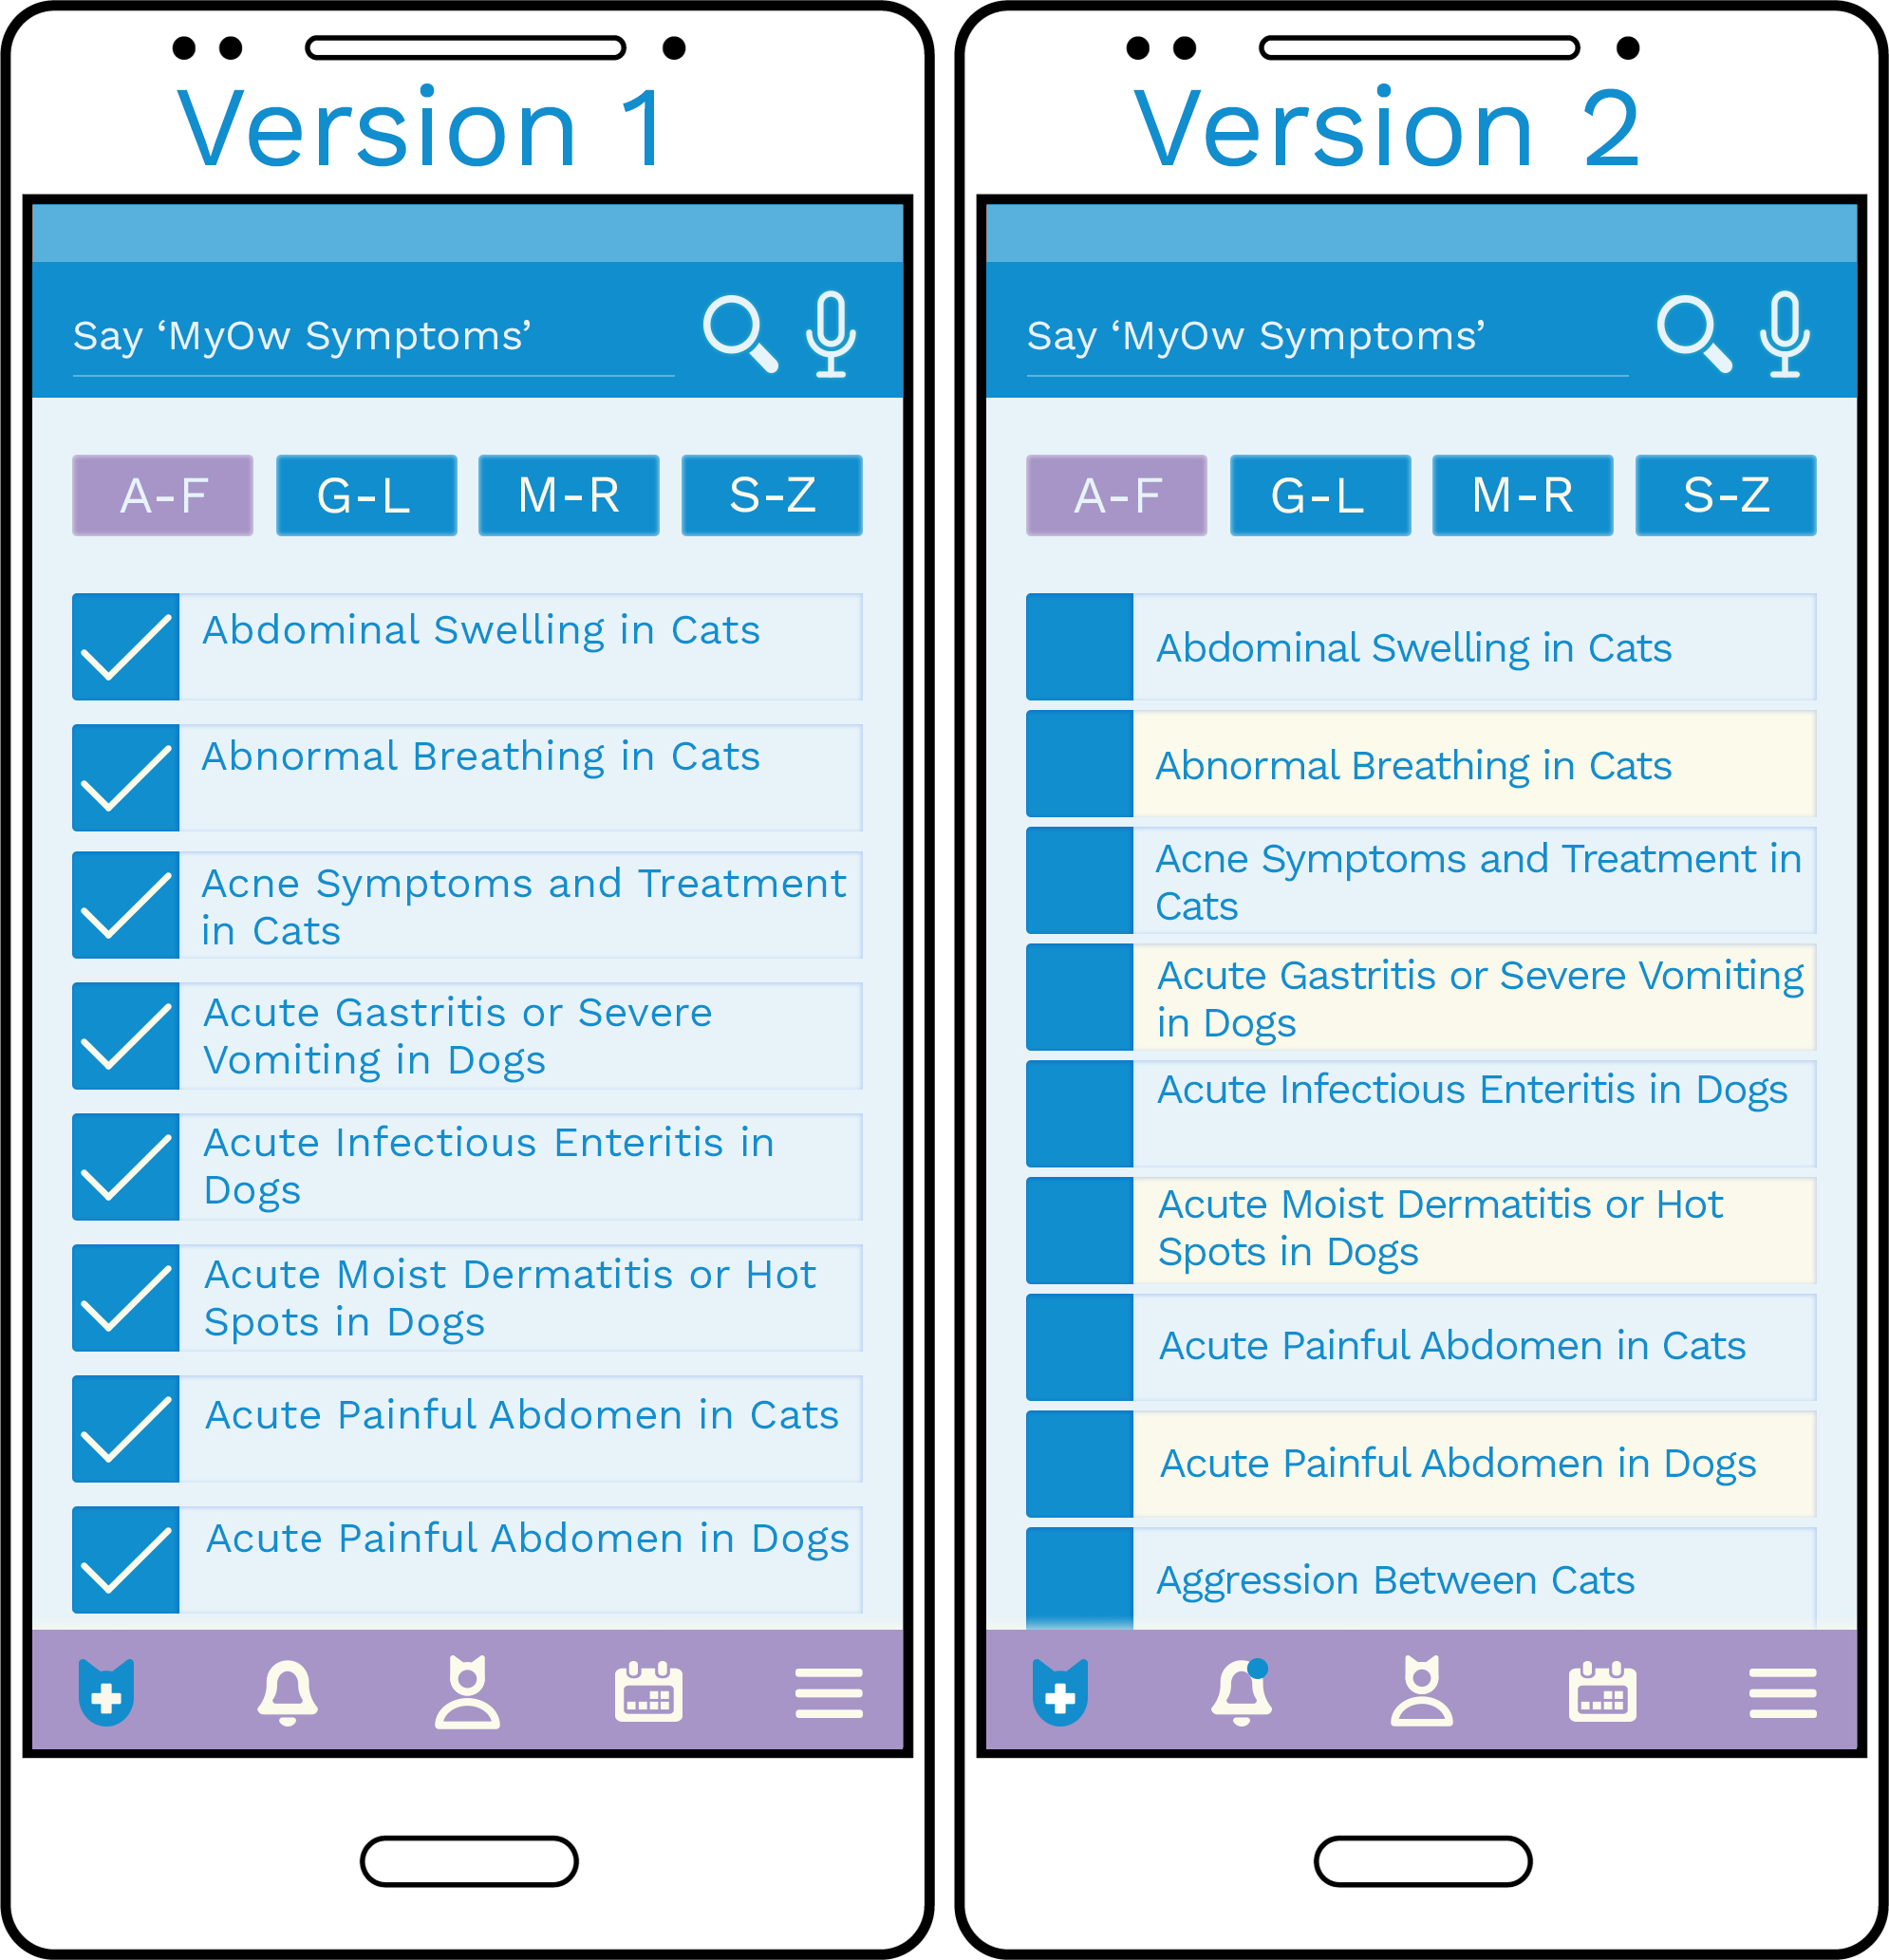 Version 1
Say ‘MyOw Symptoms’
A-F
G-L
M-R
S-Z
Abdominal Swelling in Cats
Abnormal Breathing in Cats
Acne Symptoms and Treatment
in Cats
Acute Gastritis or Severe
Vomiting in Dogs
Acute Infectious Enteritis in
Dogs
Acute Moist Dermatitis or Hot
Spots in Dogs
Acute Painful Abdomen in Cats
Acute Painful Abdomen in Dogs
Version 2
Say ‘MyOw Symptoms’
A-F
G-L
M-R
S-Z
Abdominal Swelling in Cats
Abnormal Breathing in Cats
Acne Symptoms and Treatment in
Cats
Acute Gastritis or Severe Vomiting
in Dogs
Acute Infectious Enteritis in Dogs
Acute Moist Dermatitis or Hot
Spots in Dogs
Acute Painful Abdomen in Cats
Acute Painful Abdomen in Dogs
Aggression Between Cats